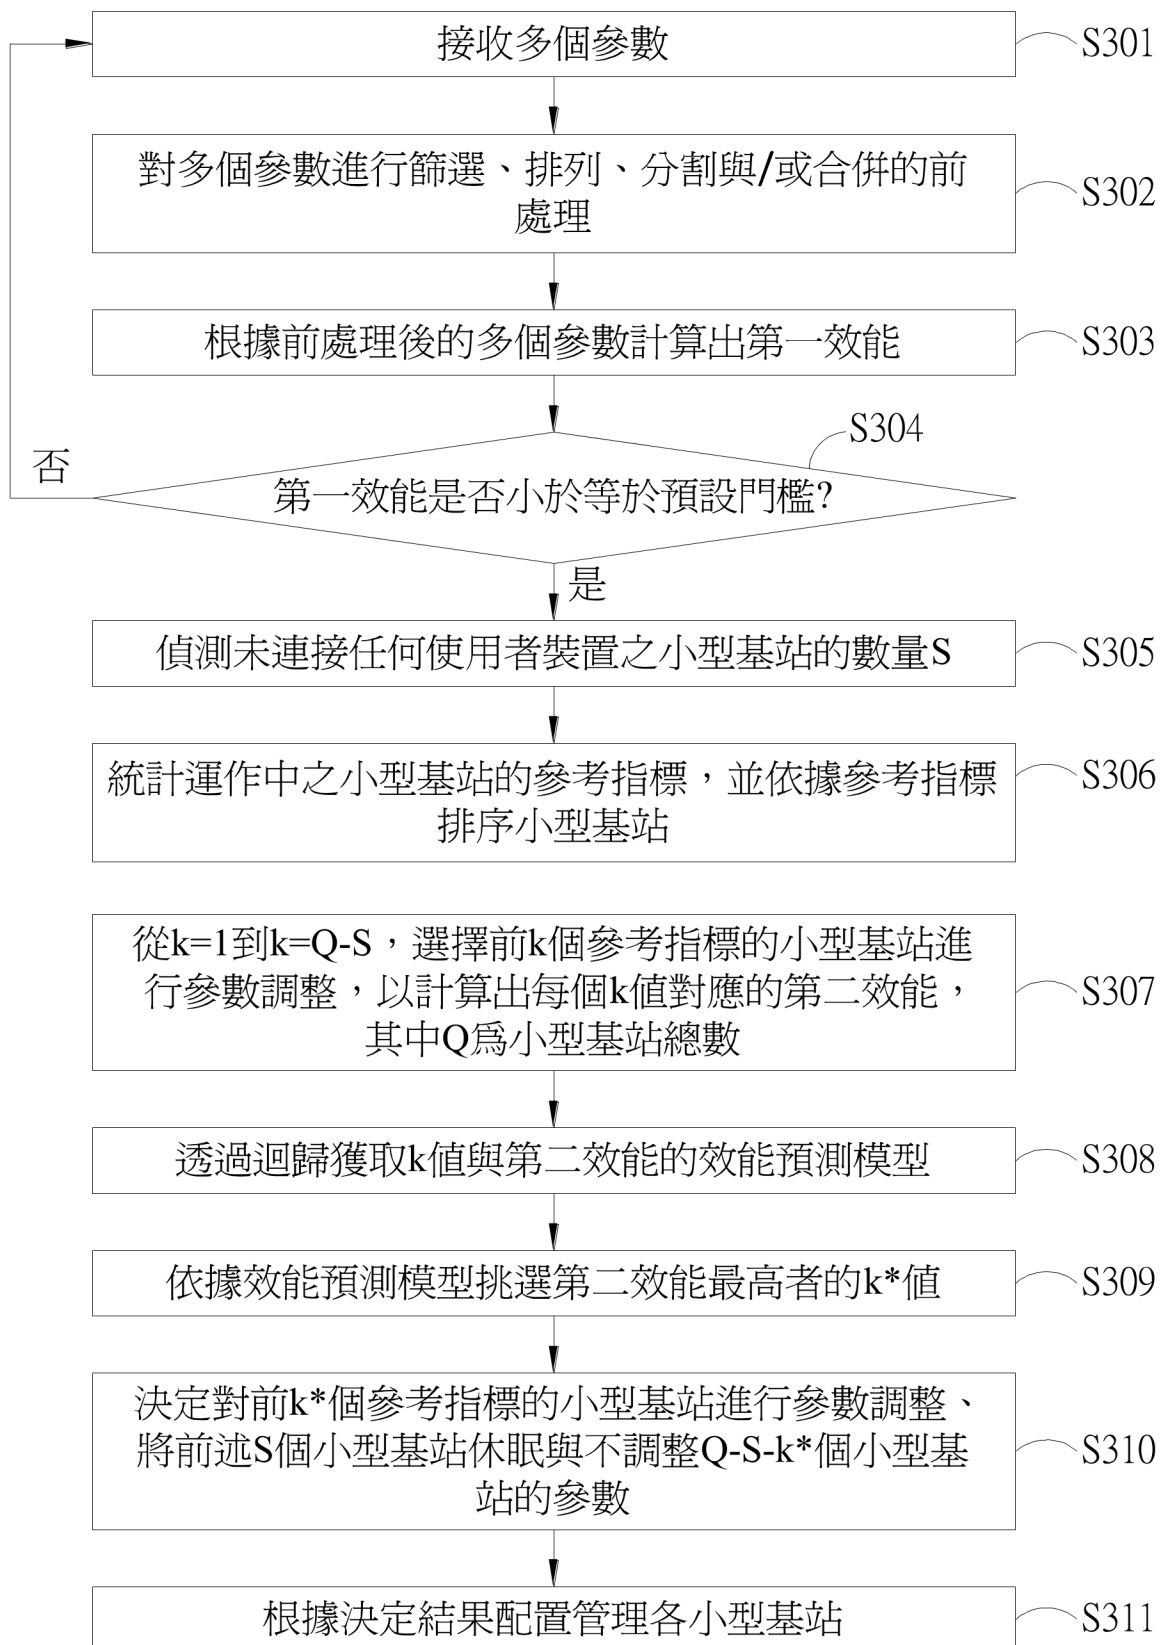 接收多個參數
S301
對多個參數進行篩選、排列、分割與/或合併的前
處理
S302
根據前處理後的多個參數計算出第一效能
S303
S304
否
第一效能是否小於等於預設門檻?
是
偵測未連接任何使用者裝置之小型基站的數量S
S305
統計運作中之小型基站的參考指標，並依據參考指標
排序小型基站
S306
從k=1到k=Q-S，選擇前k個參考指標的小型基站進
行參數調整，以計算出每個k值對應的第二效能，
其中Q爲小型基站總數
S307
透過迴歸獲取k值與第二效能的效能預測模型
S308
依據效能預測模型挑選第二效能最高者的k*值
S309
決定對前k*個參考指標的小型基站進行參數調整、
將前述S個小型基站休眠與不調整Q-S-k*個小型基
站的參數
S310
根據決定結果配置管理各小型基站
S311